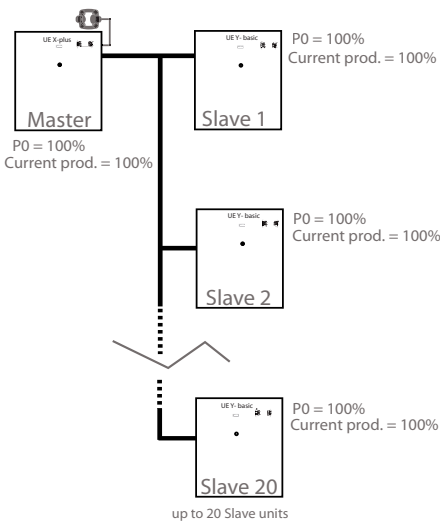 UE X-plus
Master
P0 = 100%
Current prod. = 100%
UE Y- basic
Slave 1
P0 = 100%
Current prod. = 100%
UE Y- basic
Slave 2
P0 = 100%
Current prod. = 100%
UE Y- basic
Slave 20
P0 = 100%
Current prod. = 100%
up to 20 Slave units